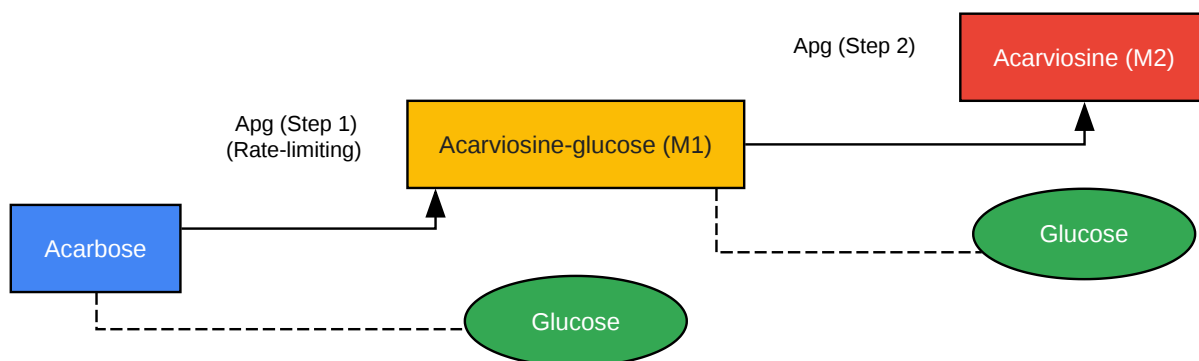 Apg (Step 2)
Acarviosine (M2)
Apg (Step 1)
(Rate-limiting)
Acarviosine-glucose (M1)
Acarbose
Glucose
Glucose